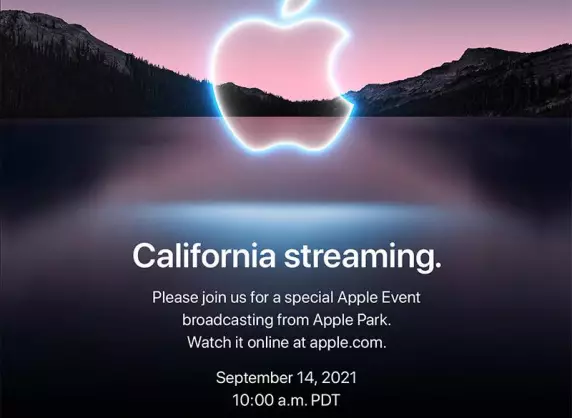 California streaming.
Please join us for a special Apple Event
broadcasting from Apple Park.
Watch it online at apple.com.
September 14, 2021
10:00 a.m. PDT